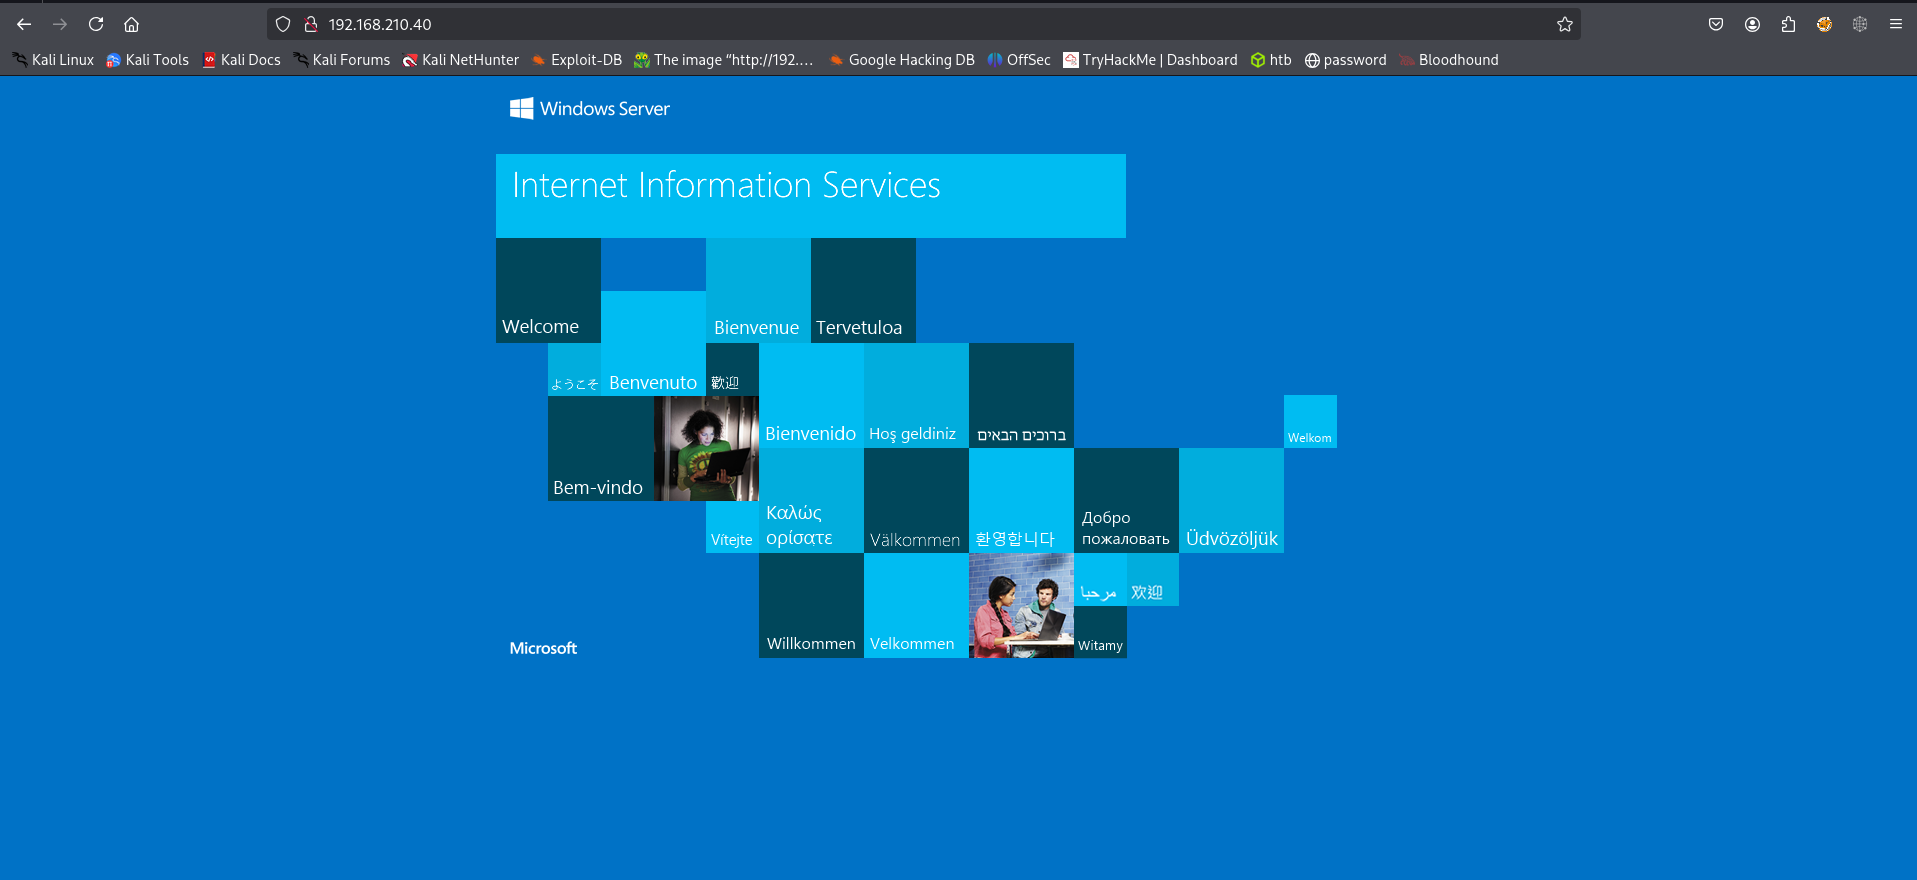 192.168.210.40
Kali Linux
Kali Tools
Kali Docs
Kali Forums
Kali NetHunter
Exploit-DB
The image “http://192.…
Google Hacking DB
OffSec
TryHackMe | Dashboard
htb
password
Bloodhound
Windows Server
Internet Information Services
Welcome
Bienvenue
Tervetuloa
ようこそ
Benvenuto
歡迎
Bienvenido
Hoş geldiniz
ברוכים הבאים
Welkom
Bem-vindo
Vítejte
Καλώς
ορίσατε
Välkommen
환영합니다
Добро
пожаловать
Üdvözöljük
مرحبا
欢迎
Microsoft
Willkommen
Velkommen
Witamy